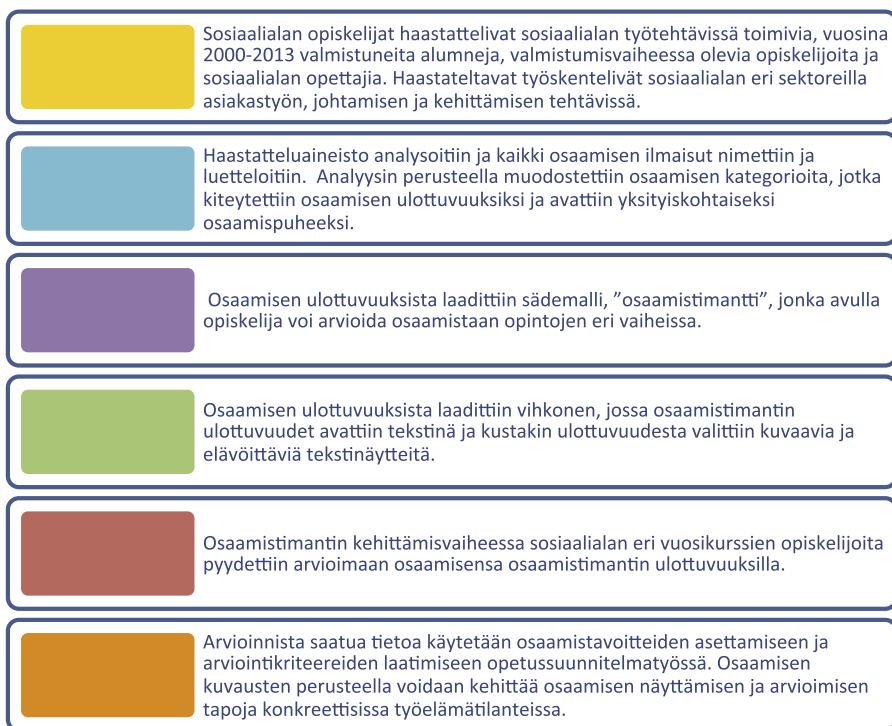 Sosiaalialan opiskelijat haastattelivat sosiaalialan työtehtävissä toimivia, vuosina
2000-2013 valmistuneita alumneja, valmistumisvaiheessa olevia opiskelijoita ja
sosiaalialan opettajia. Haastateltavat työskentelivät sosiaalialan eri sektoreilla
asiakastyön, johtamisen ja kehittämisen tehtävissä.
Haastatteluaineisto analysoitiin ja kaikki osaamisen ilmaisut nimettiin ja
luetteloitiin.  Analyysin perusteella muodostettiin osaamisen kategorioita, jotka
kiteytettiin osaamisen ulottuvuuksiksi ja avattiin yksityiskohtaiseksi
osaamispuheeksi.
Osaamisen ulottuvuuksista laadittiin sädemalli, ”osaamistimantti”, jonka avulla
opiskelija voi arvioida osaamistaan opintojen eri vaiheissa.
Osaamisen ulottuvuuksista laadittiin vihkonen, jossa osaamistimantin
ulottuvuudet avattiin tekstinä ja kustakin ulottuvuudesta valittiin kuvaavia ja
elävöittäviä tekstinäytteitä.
Osaamistimantin kehittämisvaiheessa sosiaalialan eri vuosikurssien opiskelijoita
pyydettiin arvioimaan osaamisensa osaamistimantin ulottuvuuksilla.
Arvioinnista saatua tietoa käytetään osaamistavoitteiden asettamiseen ja
arviointikriteereiden laatimiseen opetussuunnitelmatyössä. Osaamisen
kuvausten perusteella voidaan kehittää osaamisen näyttämisen ja arvioimisen
tapoja konkreettisissa työelämätilanteissa.